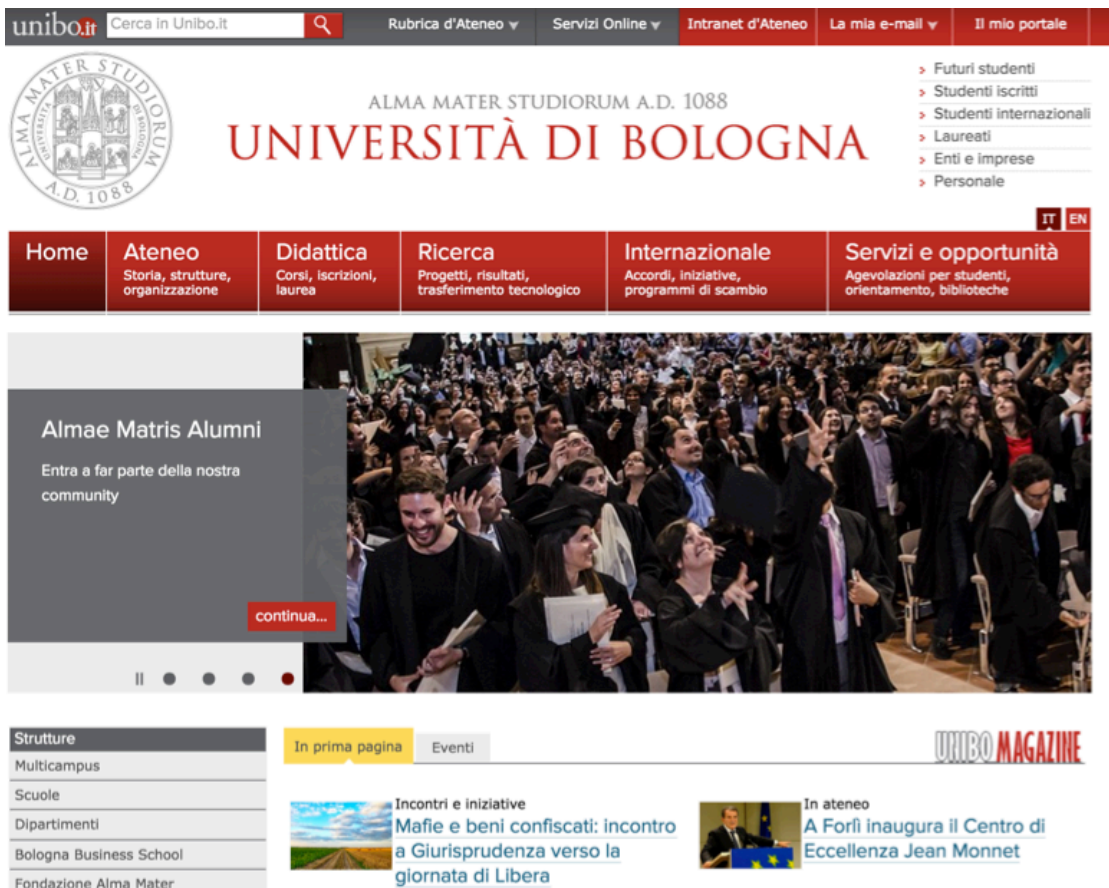 unibo.it
Cerca in Unibo.it
Rubrica d'Ateneo
Servizi Online
Intranet d'Ateneo
La mia e-mail
Il mio portale
ALMA MATER STUDIORUM
A.D. 1088
ALMA MATER STUDIORUM A.D. 1088
UNIVERSITÀ DI BOLOGNA
Futuri studenti
Studenti iscritti
Studenti internazionali
Laureati
Enti e imprese
Personale
IT
EN
Home
Ateneo
Storia, strutture,
organizzazione
Didattica
Corsi, iscrizioni,
laurea
Ricerca
Progetti, risultati,
trasferimento tecnologico
Internazionale
Accordi, iniziative,
programmi di scambio
Servizi e opportunità
Agevolazioni per studenti,
orientamento, biblioteche
Almae Matris Alumni
Entra a far parte della nostra
community
continua...
Strutture
Multicampus
Scuole
Dipartimenti
Bologna Business School
Fondazione Alma Mater
In prima pagina
Eventi
UNIBO MAGAZINE
Incontri e iniziative
Mafie e beni confiscati: incontro
a Giurisprudenza verso la
giornata di Libera
In ateneo
A Forlì inaugura il Centro di
Eccellenza Jean Monnet